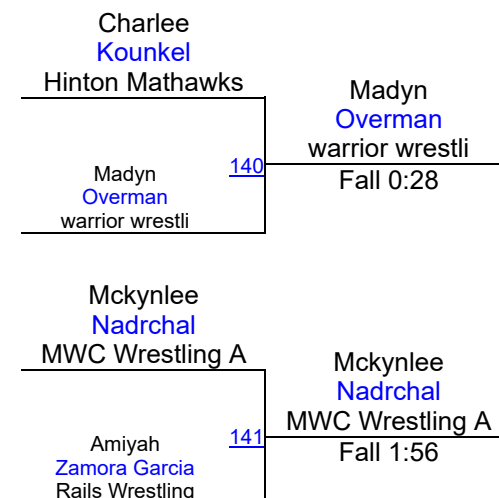 Charlee
Kounkel
Hinton Mathawks
Madyn
Overman
warrior wrestli
140
Madyn
Overman
warrior wrestli
Fall 0:28
Mckynlee
Nadrchal
MWC Wrestling A
Mckynlee
Nadrchal
MWC Wrestling A
141
Amiyah
Zamora Garcia
Rails Wrestling
Fall 1:56